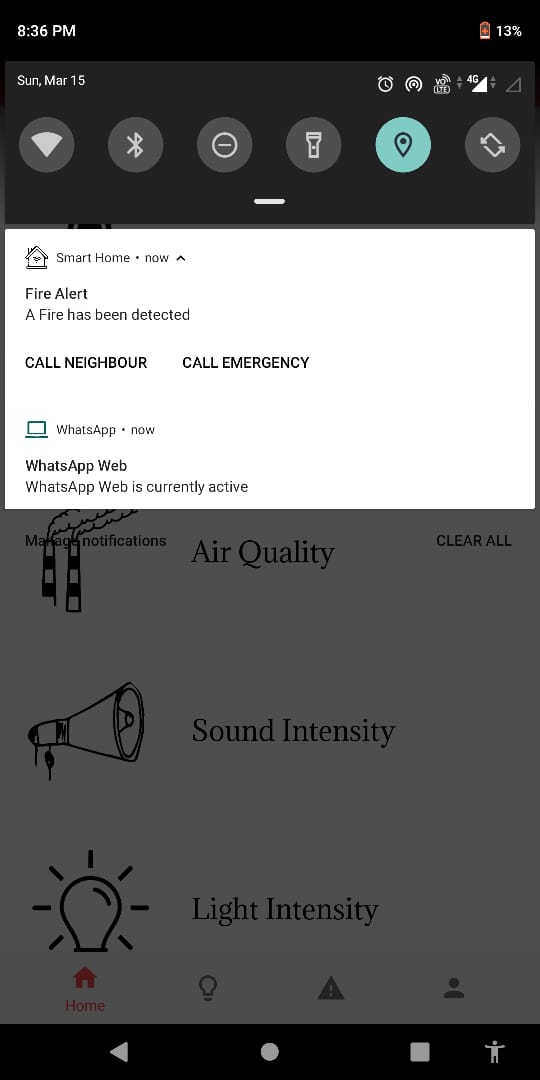 8:36 PM
13%
Sun, Mar 15
VO))
LTE
4G
Smart Home • now
Fire Alert
A Fire has been detected
CALL NEIGHBOUR CALL EMERGENCY
WhatsApp • now
WhatsApp Web
WhatsApp Web is currently active
Manage notifications
CLEAR ALL
Air Quality
Sound Intensity
Light Intensity
Home